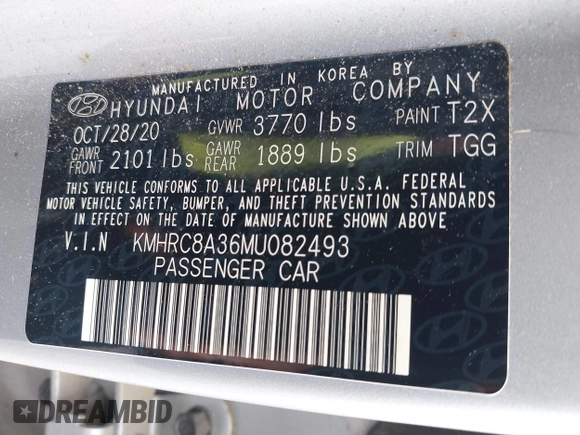 MANUFACTURED IN KOREA BY
HYUNDAI MOTOR COMPANY
OCT/28/20 GVWR 3770 lbs PAINT T2X
GAWR FRONT 2101 lbs GAWR REAR 1889 lbs TRIM TGG
THIS VEHICLE CONFORMS TO ALL APPLICABLE U.S.A. FEDERAL
MOTOR VEHICLE SAFETY, BUMPER, AND THEFT PREVENTION STANDARDS
IN EFFECT ON THE DATE OF MANUFACTURE SHOWN ABOVE
V.I.N KMHRC8A36MU082493
PASSENGER CAR
DREAMBID